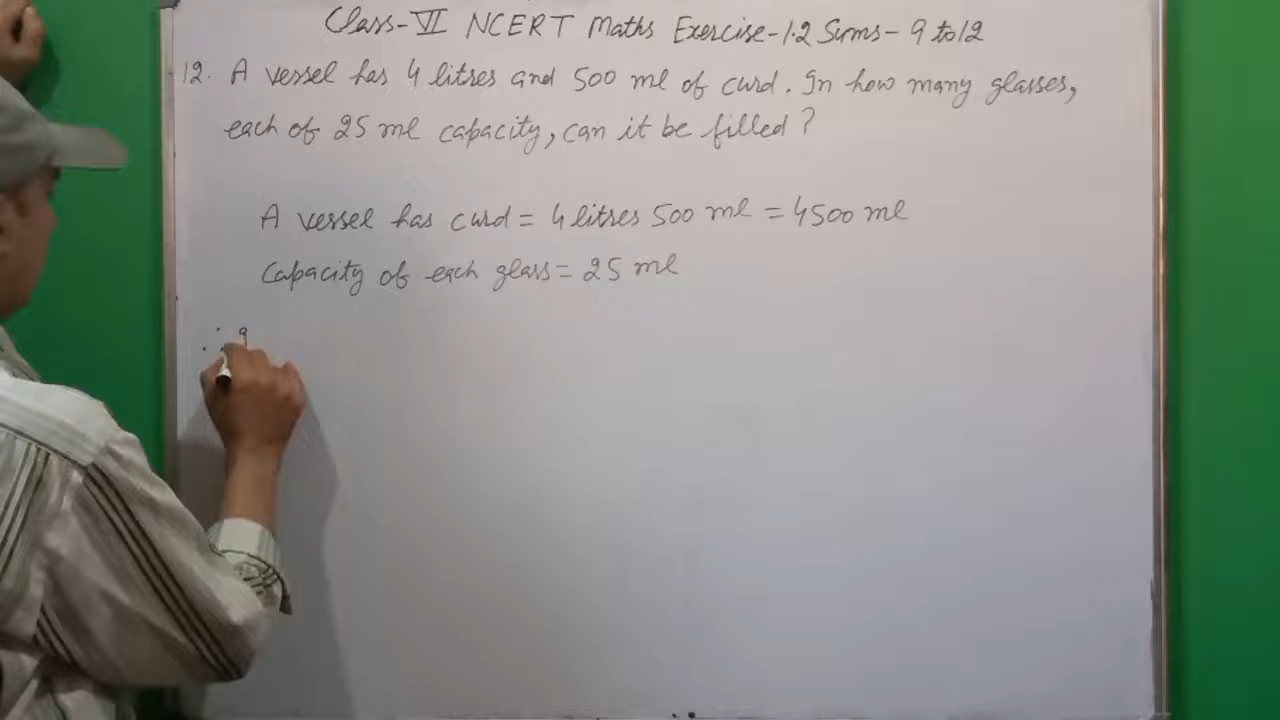 Class-VI NCERT Maths Exercise-1.2 Sums-9 to 12
12. A vessel has 4 litres and 500 ml of curd. In how many glasses,
each of 25 ml capacity, can it be filled?
A vessel has curd = 4 litres 500 ml = 4500 ml
Capacity of each glass = 25 ml
∴